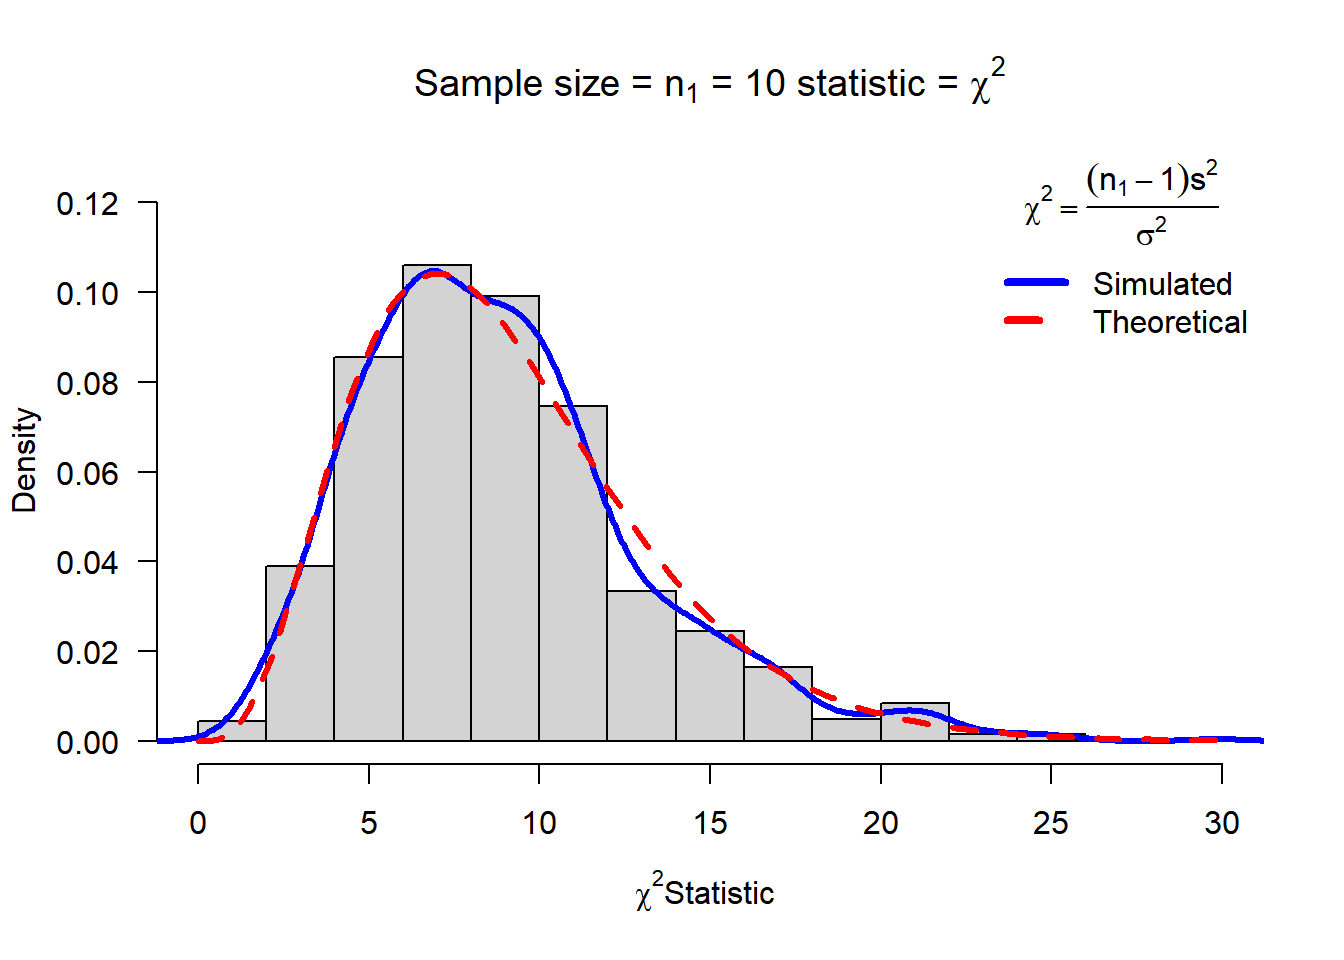 Sample size = n₁ = 10 statistic = χ²
χ² = (n₁ − 1)s² / σ²
Simulated
Theoretical
0.12
0.10
0.08
0.06
0.04
0.02
0.00
Density
0 5 10 15 20 25 30
χ²Statistic